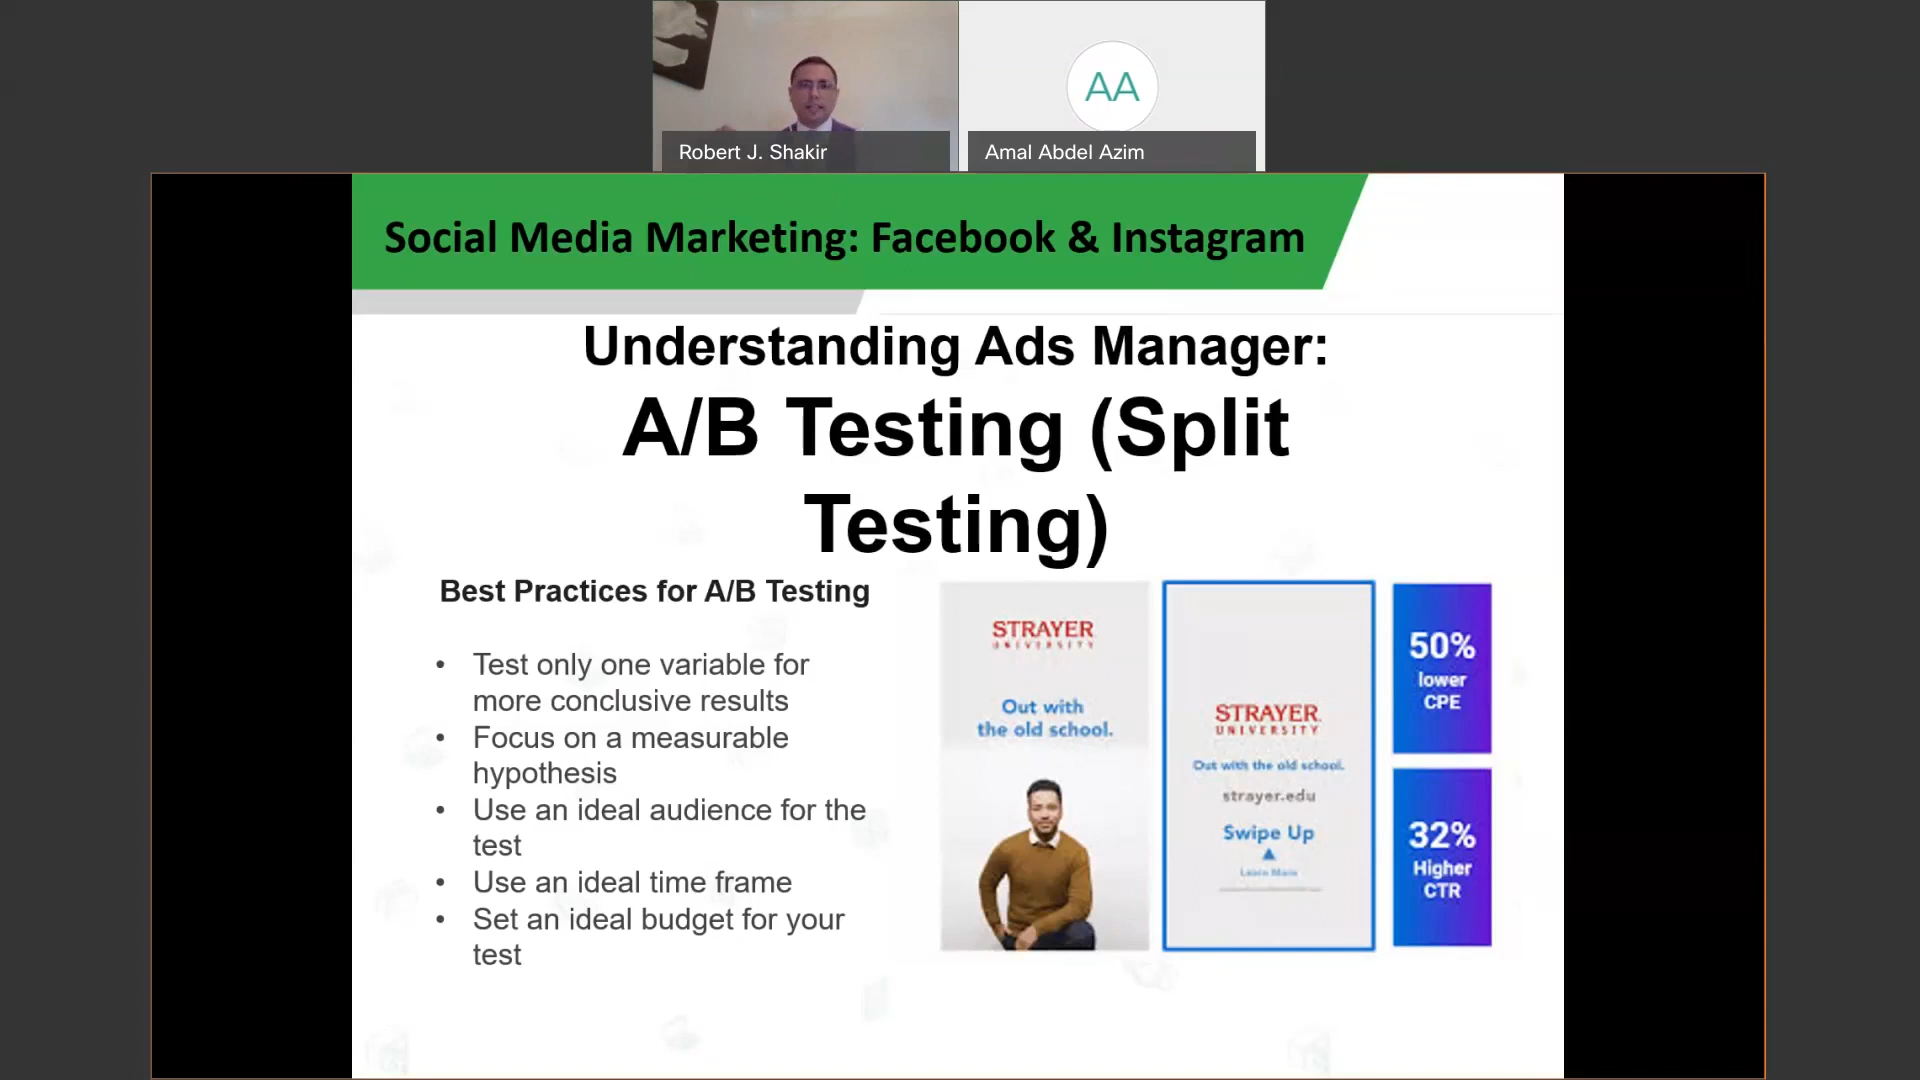 AA
Robert J. Shakir
Amal Abdel Azim
Social Media Marketing: Facebook & Instagram
Understanding Ads Manager:
A/B Testing (Split
Testing)
Best Practices for A/B Testing
• Test only one variable for
more conclusive results
• Focus on a measurable
hypothesis
• Use an ideal audience for the
test
• Use an ideal time frame
• Set an ideal budget for your
test
STRAYER
UNIVERSITY
Out with
the old school.
STRAYER
UNIVERSITY
Out with the old school.
strayer.edu
Swipe Up
Learn More
50%
lower
CPE
32%
Higher
CTR